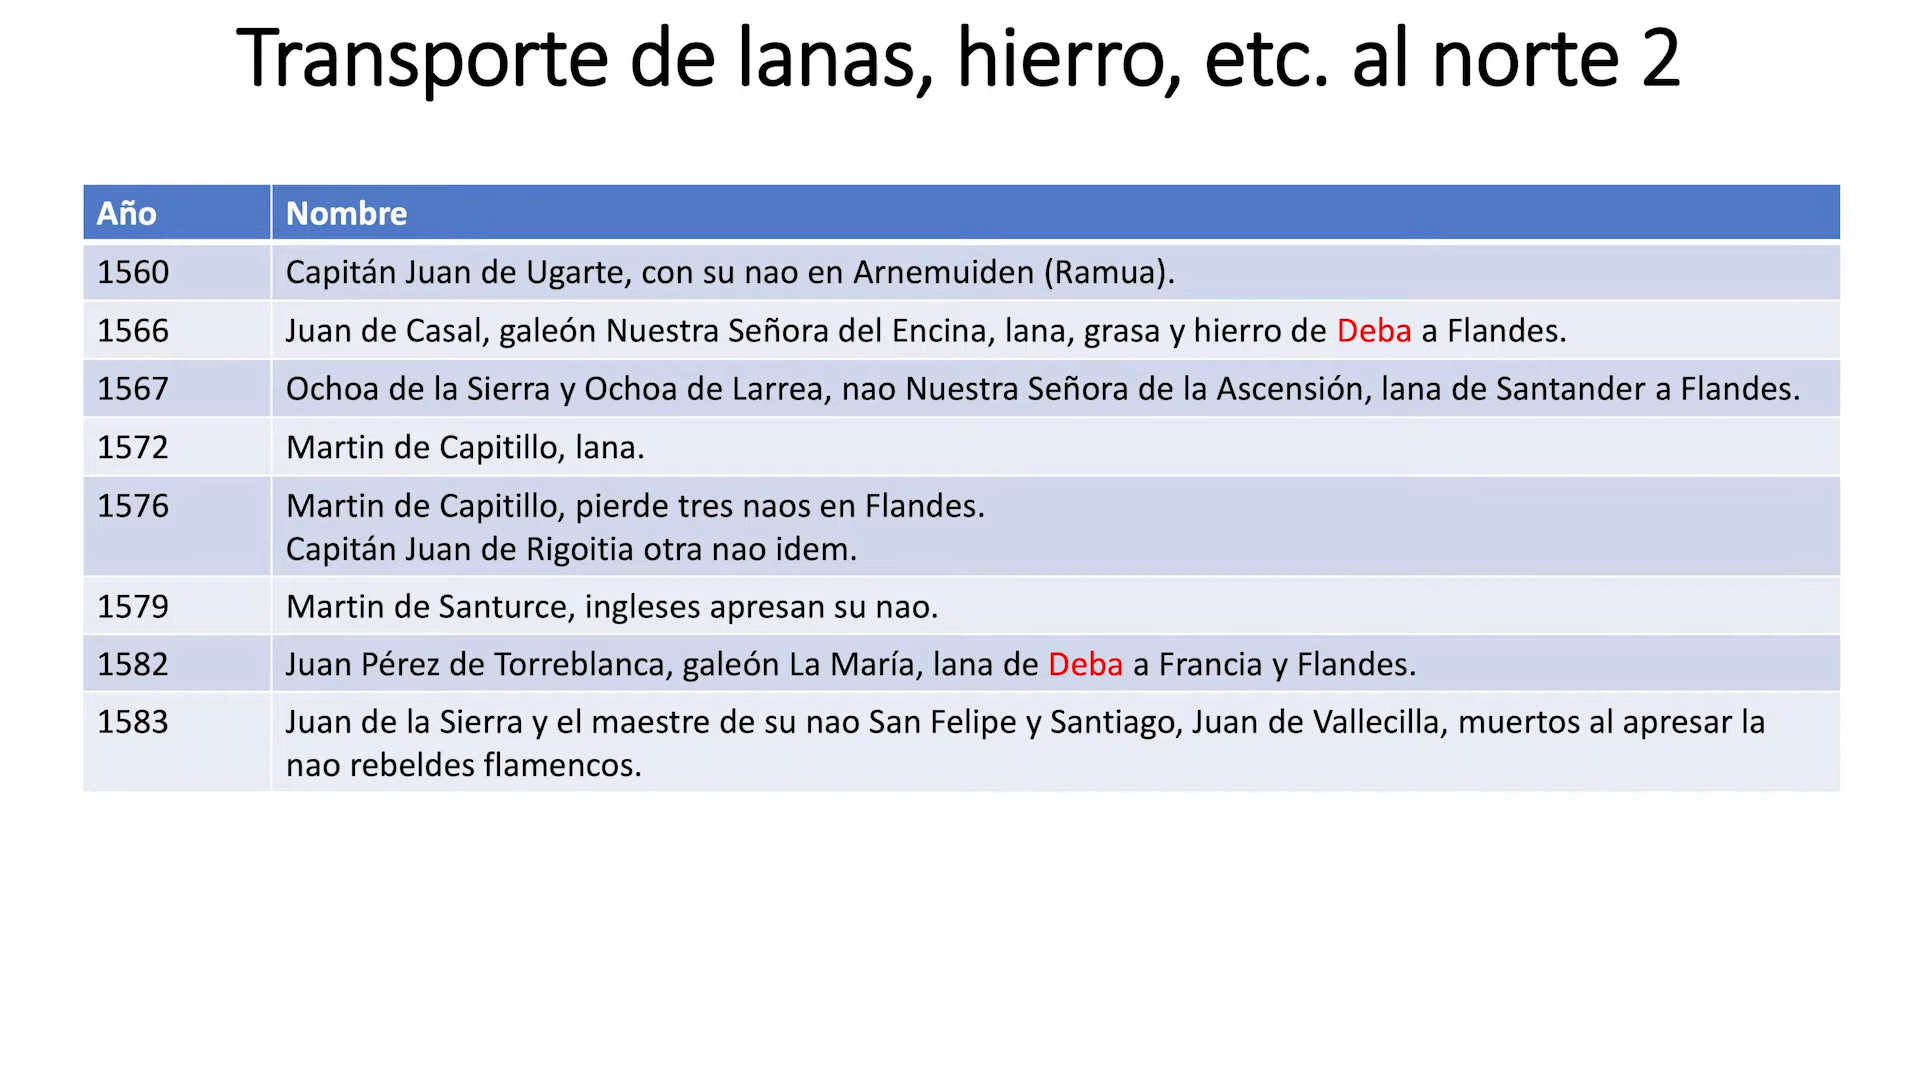 Transporte de lanas, hierro, etc. al norte 2
Año Nombre
1560 Capitán Juan de Ugarte, con su nao en Arnemuiden (Ramua).
1566 Juan de Casal, galeón Nuestra Señora del Encina, lana, grasa y hierro de Deba a Flandes.
1567 Ochoa de la Sierra y Ochoa de Larrea, nao Nuestra Señora de la Ascensión, lana de Santander a Flandes.
1572 Martin de Capitillo, lana.
1576 Martin de Capitillo, pierde tres naos en Flandes.
Capitán Juan de Rigoitia otra nao idem.
1579 Martin de Santurce, ingleses apresan su nao.
1582 Juan Pérez de Torreblanca, galeón La María, lana de Deba a Francia y Flandes.
1583 Juan de la Sierra y el maestre de su nao San Felipe y Santiago, Juan de Vallecilla, muertos al apresar la
nao rebeldes flamencos.